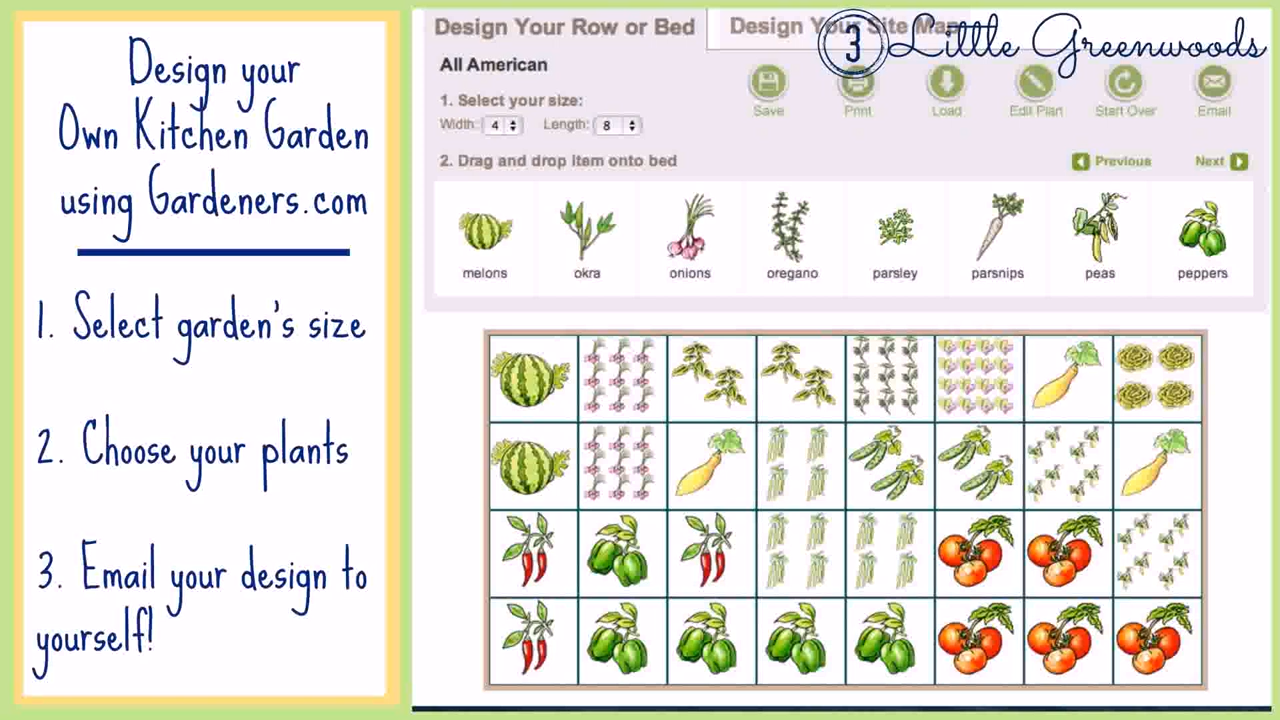 Design your
Own Kitchen Garden
using Gardeners.com
1. Select garden's size
2. Choose your plants
3. Email your design to
yourself!
Design Your Row or Bed
Design Your Site Map
3 Little Greenwoods
All American
1. Select your size:
Width: 4 Length: 8
Save Print Load Edit Plan Start Over Email
2. Drag and drop item onto bed
Previous Next
melons okra onions oregano parsley parsnips peas peppers